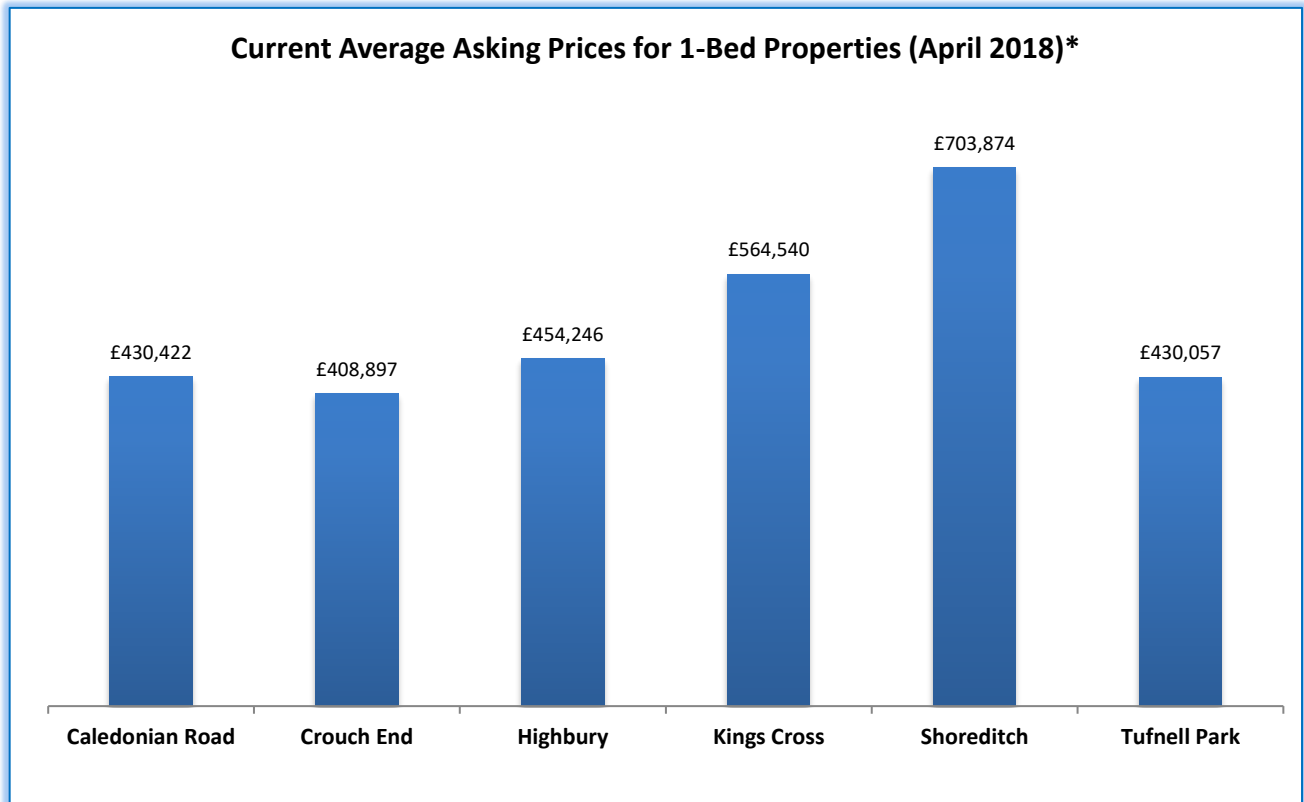 Current Average Asking Prices for 1-Bed Properties (April 2018)*
£703,874
£564,540
£454,246
£430,422
£430,057
£408,897
Caledonian Road
Crouch End
Highbury
Kings Cross
Shoreditch
Tufnell Park